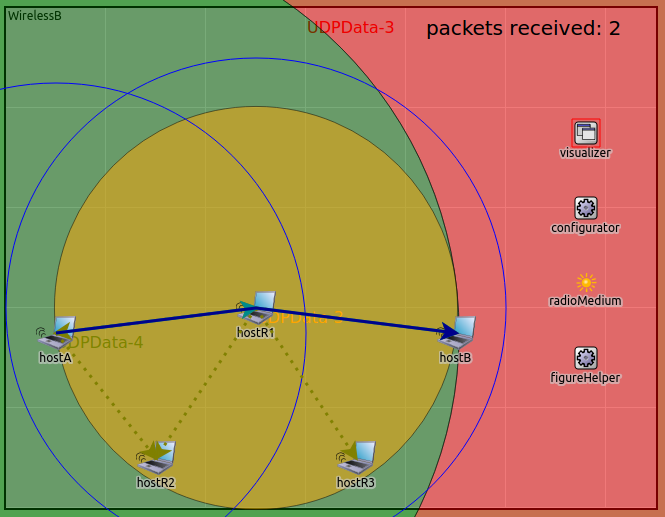 WirelessB
UDPData-3
packets received: 2
visualizer
configurator
radioMedium
hostR1
UDPData-3
UDPData-4
hostA
hostB
figureHelper
hostR2
hostR3